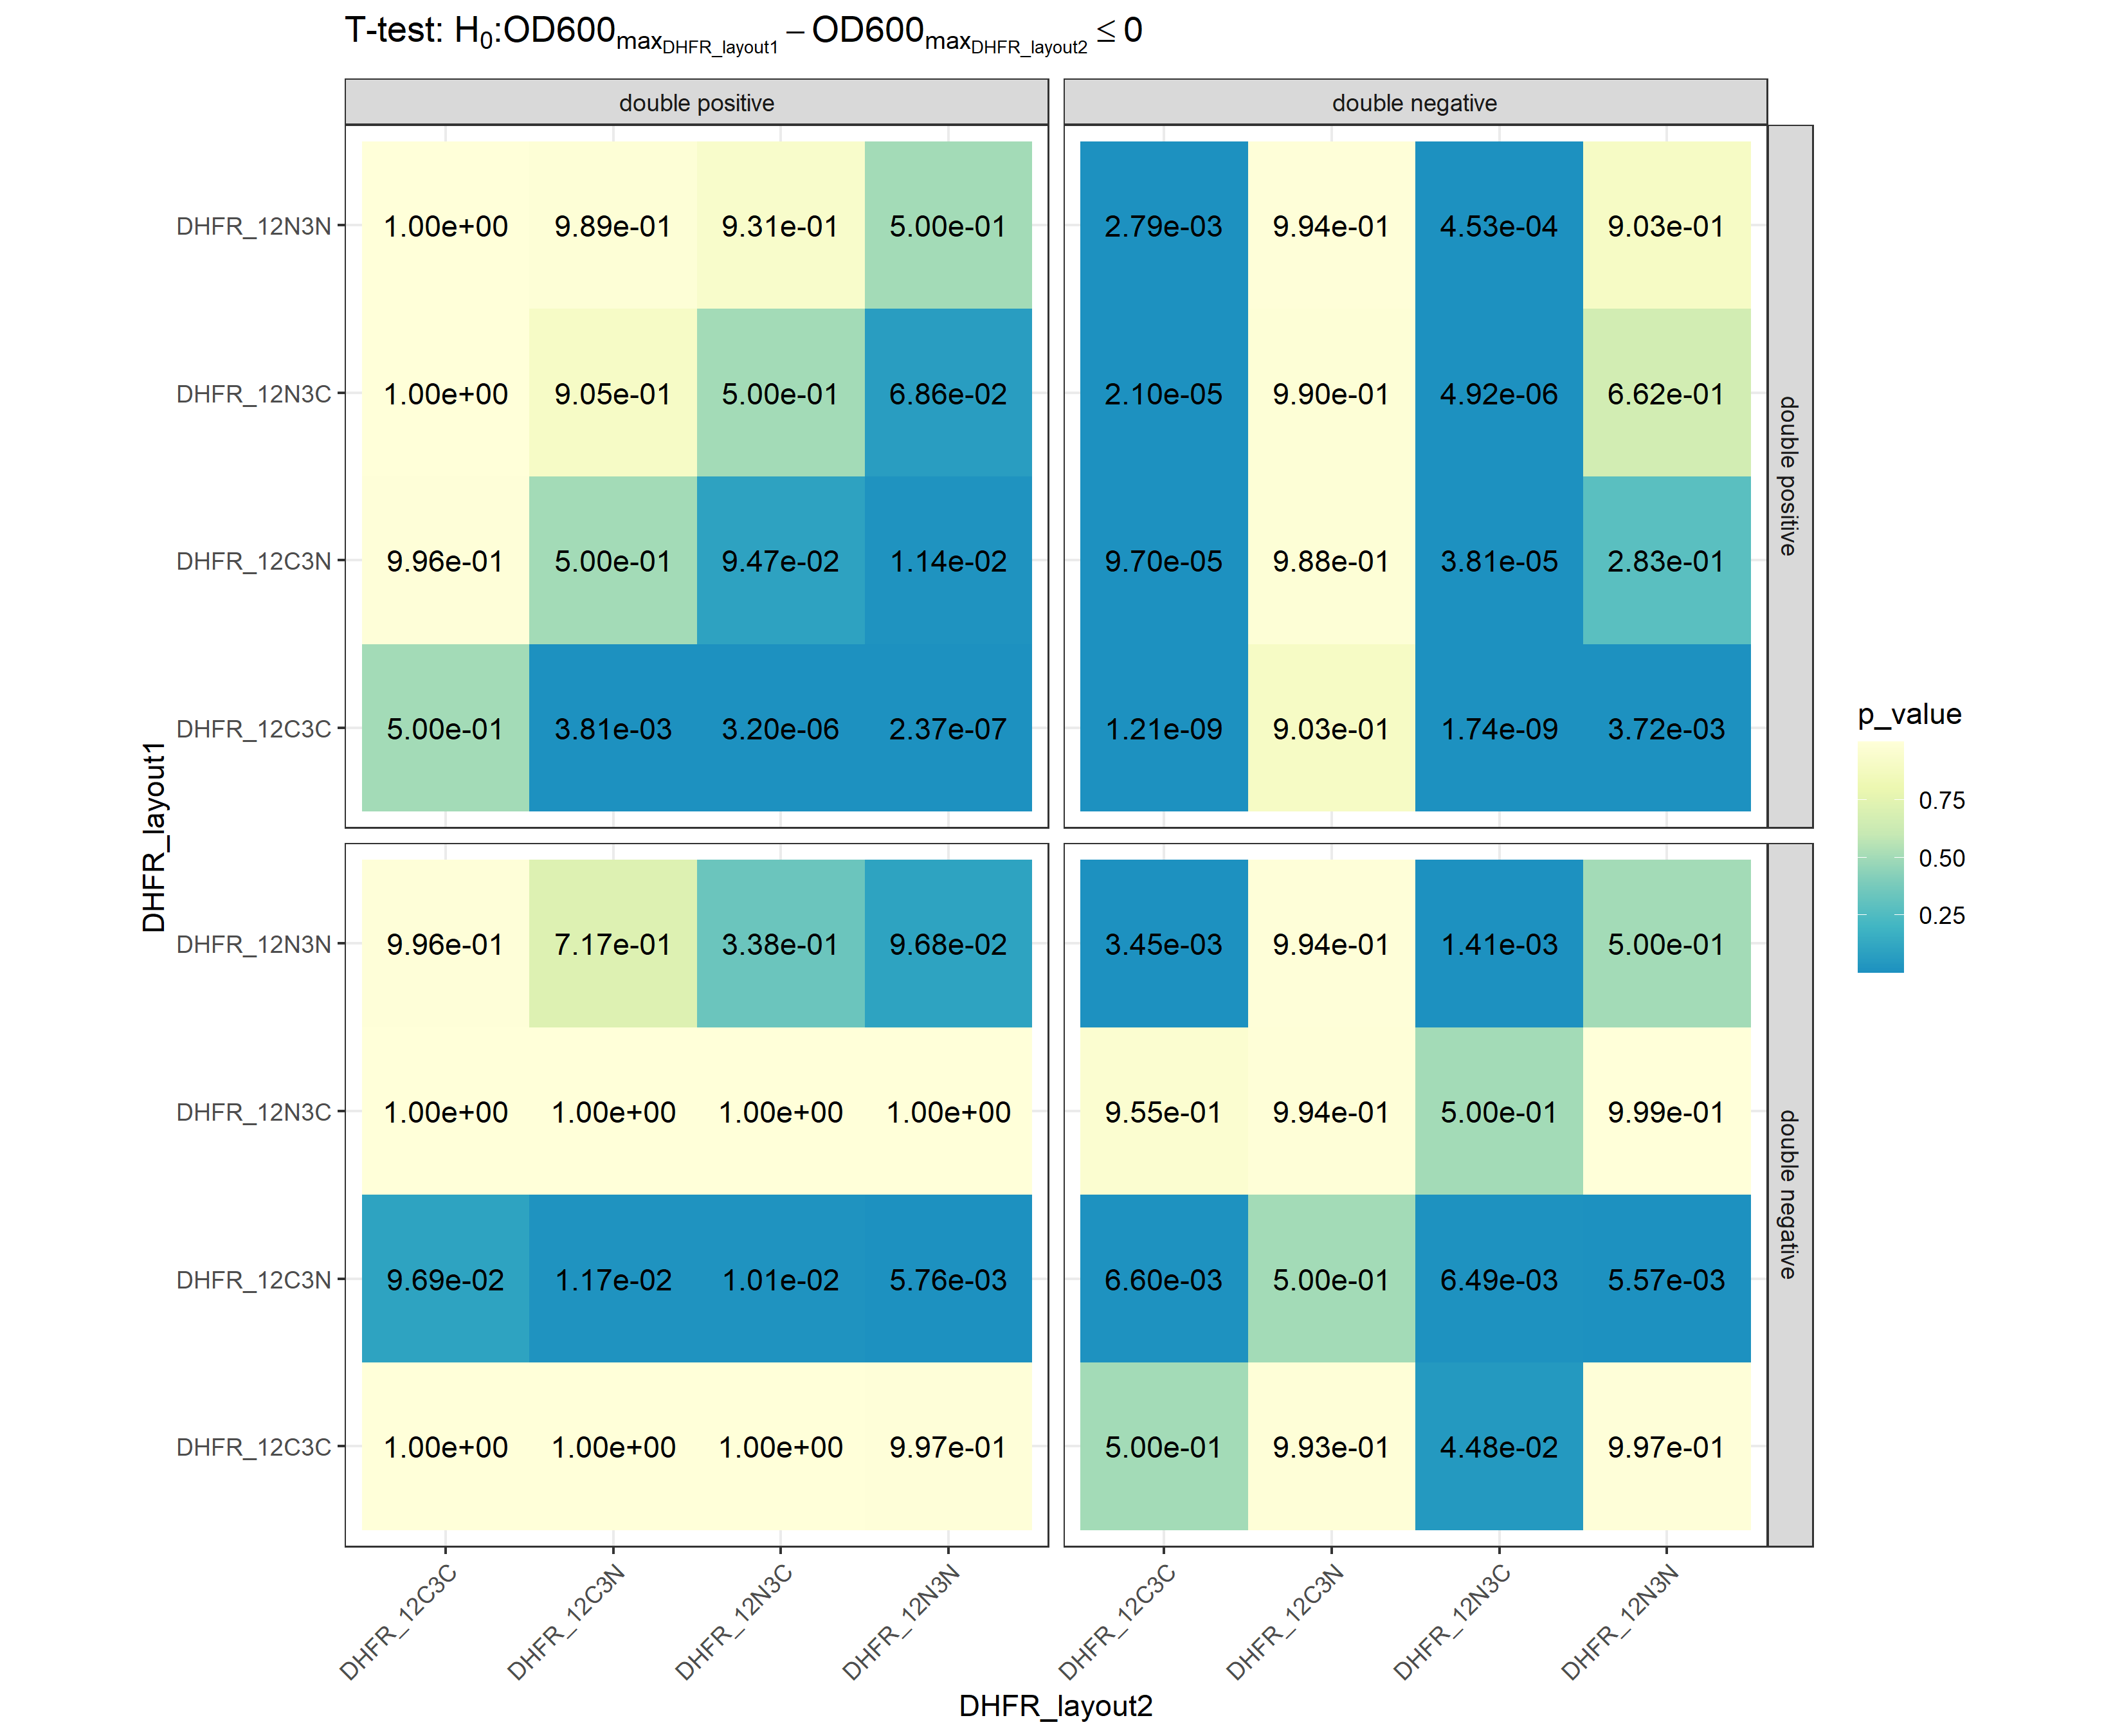 T-test: H0:OD600maxDHFR_layout1 – OD600maxDHFR_layout2 ≤ 0
double positive double negative
DHFR_12N3N 1.00e+00 9.89e-01 9.31e-01 5.00e-01 2.79e-03 9.94e-01 4.53e-04 9.03e-01
DHFR_12N3C 1.00e+00 9.05e-01 5.00e-01 6.86e-02 2.10e-05 9.90e-01 4.92e-06 6.62e-01
double positive
DHFR_12C3N 9.96e-01 5.00e-01 9.47e-02 1.14e-02 9.70e-05 9.88e-01 3.81e-05 2.83e-01
DHFR_12C3C 5.00e-01 3.81e-03 3.20e-06 2.37e-07 1.21e-09 9.03e-01 1.74e-09 3.72e-03
DHFR_layout1
DHFR_12N3N 9.96e-01 7.17e-01 3.38e-01 9.68e-02 3.45e-03 9.94e-01 1.41e-03 5.00e-01
DHFR_12N3C 1.00e+00 1.00e+00 1.00e+00 1.00e+00 9.55e-01 9.94e-01 5.00e-01 9.99e-01
double negative
DHFR_12C3N 9.69e-02 1.17e-02 1.01e-02 5.76e-03 6.60e-03 5.00e-01 6.49e-03 5.57e-03
DHFR_12C3C 1.00e+00 1.00e+00 1.00e+00 9.97e-01 5.00e-01 9.93e-01 4.48e-02 9.97e-01
DHFR_12C3C DHFR_12C3N DHFR_12N3C DHFR_12N3N DHFR_12C3C DHFR_12C3N DHFR_12N3C DHFR_12N3N
DHFR_layout2
p_value
0.75
0.50
0.25